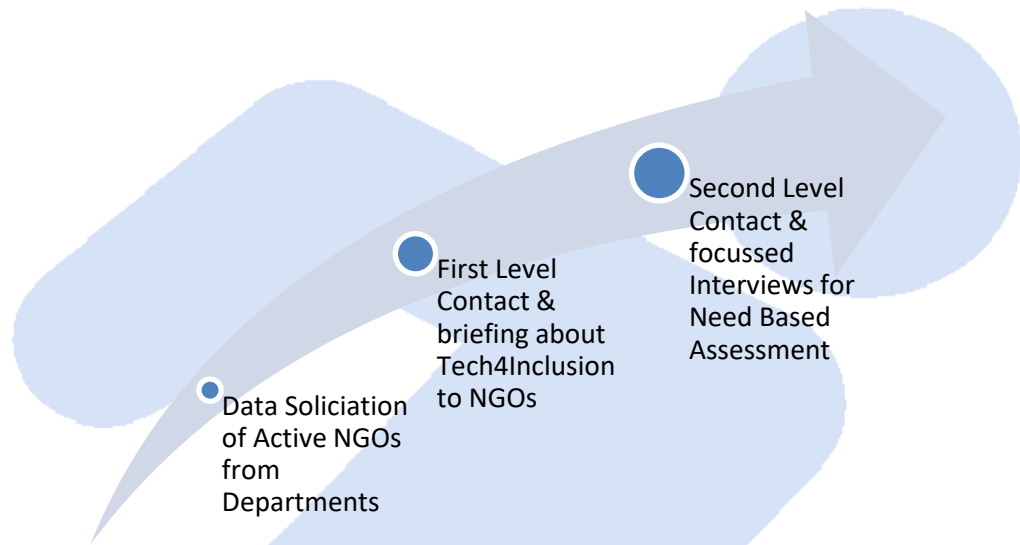 Data Soliciation
of Active NGOs
from
Departments
First Level
Contact &
briefing about
Tech4Inclusion
to NGOs
Second Level
Contact &
focussed
Interviews for
Need Based
Assessment